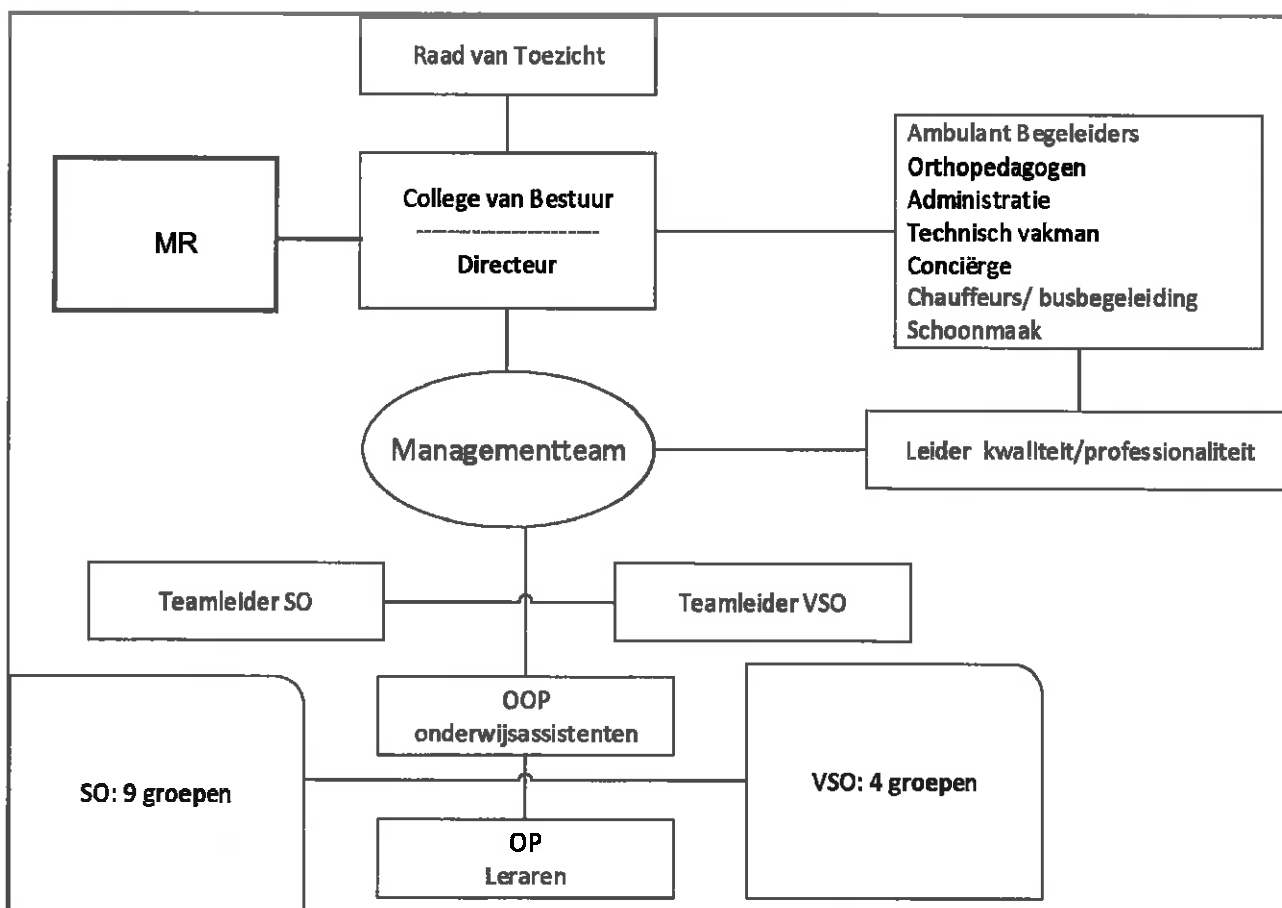 Raad van Toezicht
MR
College van Bestuur
Directeur
Ambulant Begeleiders
Orthopedagogen
Administratie
Technisch vakman
Conciërge
Chauffeurs/ busbegeleiding
Schoonmaak
Managementteam
Leider kwaliteit/professionaliteit
Teamleider SO
Teamleider VSO
OOP
onderwijsassistenten
SO: 9 groepen
VSO: 4 groepen
OP
Leraren